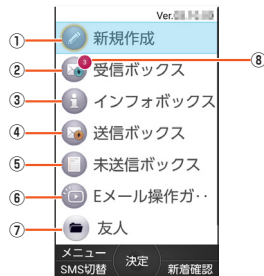 Ver.
① 新規作成
② 受信ボックス 3 ⑧
③ インフォボックス
④ 送信ボックス
⑤ 未送信ボックス
⑥ Eメール操作ガ‥
⑦ 友人
メニュー
SMS切替 決定 新着確認